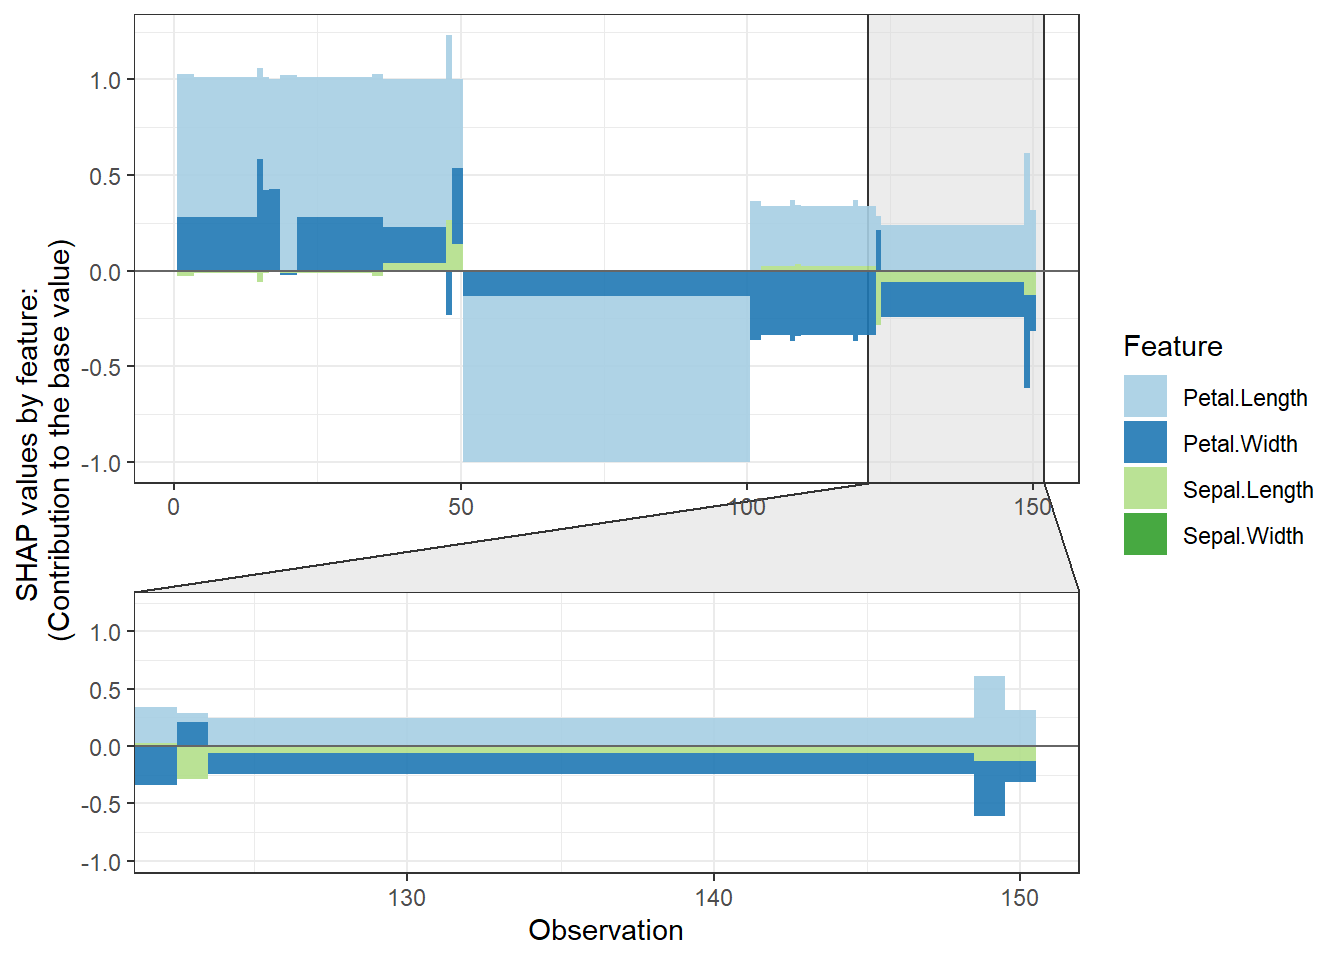 SHAP values by feature:
(Contribution to the base value)
1.0
0.5
0.0
-0.5
-1.0
0
50
100
150
Feature
Petal.Length
Petal.Width
Sepal.Length
Sepal.Width
1.0
0.5
0.0
-0.5
-1.0
130
140
150
Observation